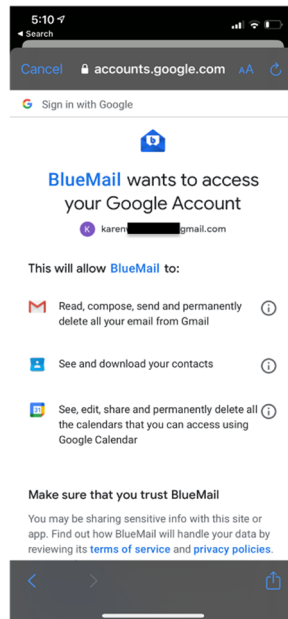 5:10
Search
Cancel accounts.google.com AA
G Sign in with Google
BlueMail wants to access
your Google Account
K karen gmail.com
This will allow BlueMail to:
Read, compose, send and permanently
delete all your email from Gmail
See and download your contacts
31
See, edit, share and permanently delete all
the calendars that you can access using
Google Calendar
Make sure that you trust BlueMail
You may be sharing sensitive info with this site or
app. Find out how BlueMail will handle your data by
reviewing its terms of service and privacy policies.